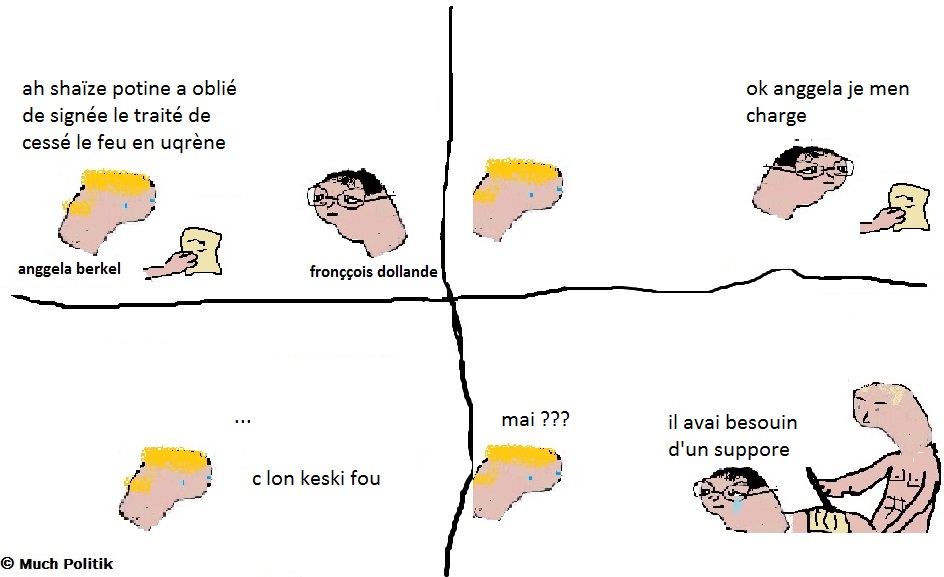 ah shaïze potine a oblié
de signée le traité de
cessé le feu en uqrène
anggela berkel
fronççois dollande
ok anggela je men
charge
...
c lon keski fou
mai ???
il avai besouin
d'un suppore
© Much Politik